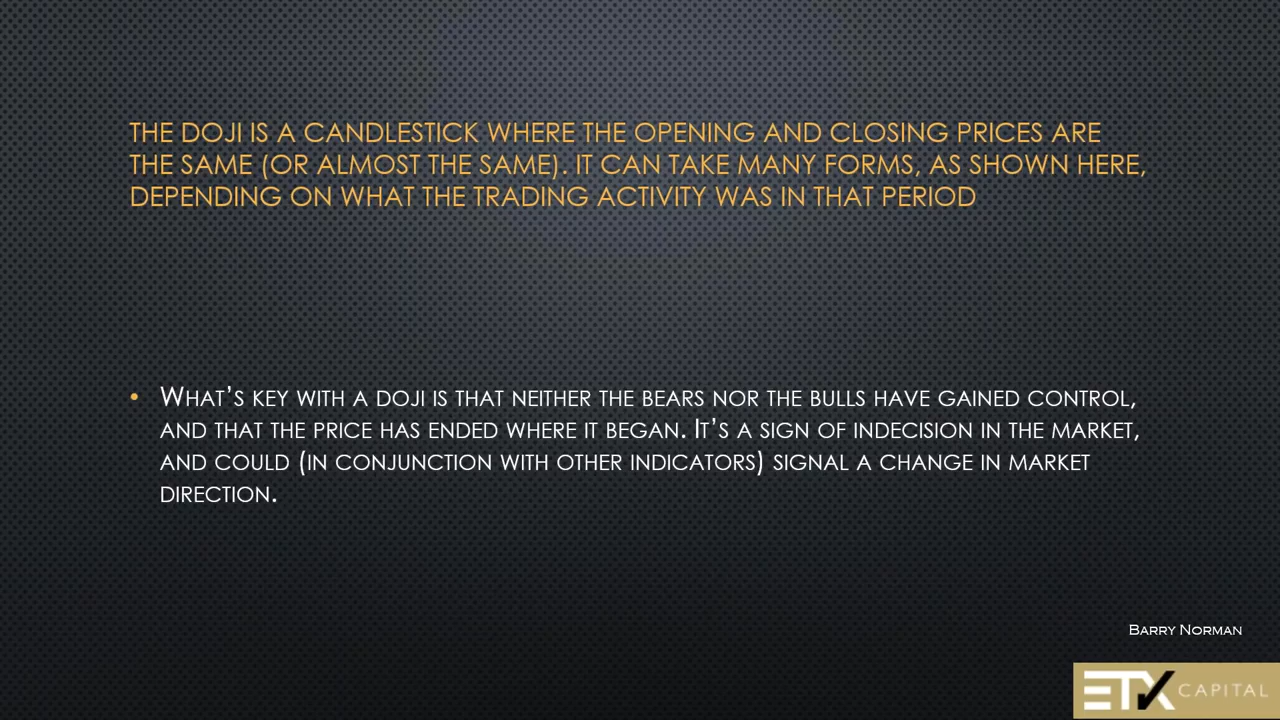 THE DOJI IS A CANDLESTICK WHERE THE OPENING AND CLOSING PRICES ARE
THE SAME (OR ALMOST THE SAME). IT CAN TAKE MANY FORMS, AS SHOWN HERE,
DEPENDING ON WHAT THE TRADING ACTIVITY WAS IN THAT PERIOD
• WHAT'S KEY WITH A DOJI IS THAT NEITHER THE BEARS NOR THE BULLS HAVE GAINED CONTROL,
AND THAT THE PRICE HAS ENDED WHERE IT BEGAN. IT'S A SIGN OF INDECISION IN THE MARKET,
AND COULD (IN CONJUNCTION WITH OTHER INDICATORS) SIGNAL A CHANGE IN MARKET
DIRECTION.
BARRY NORMAN
ETX CAPITAL